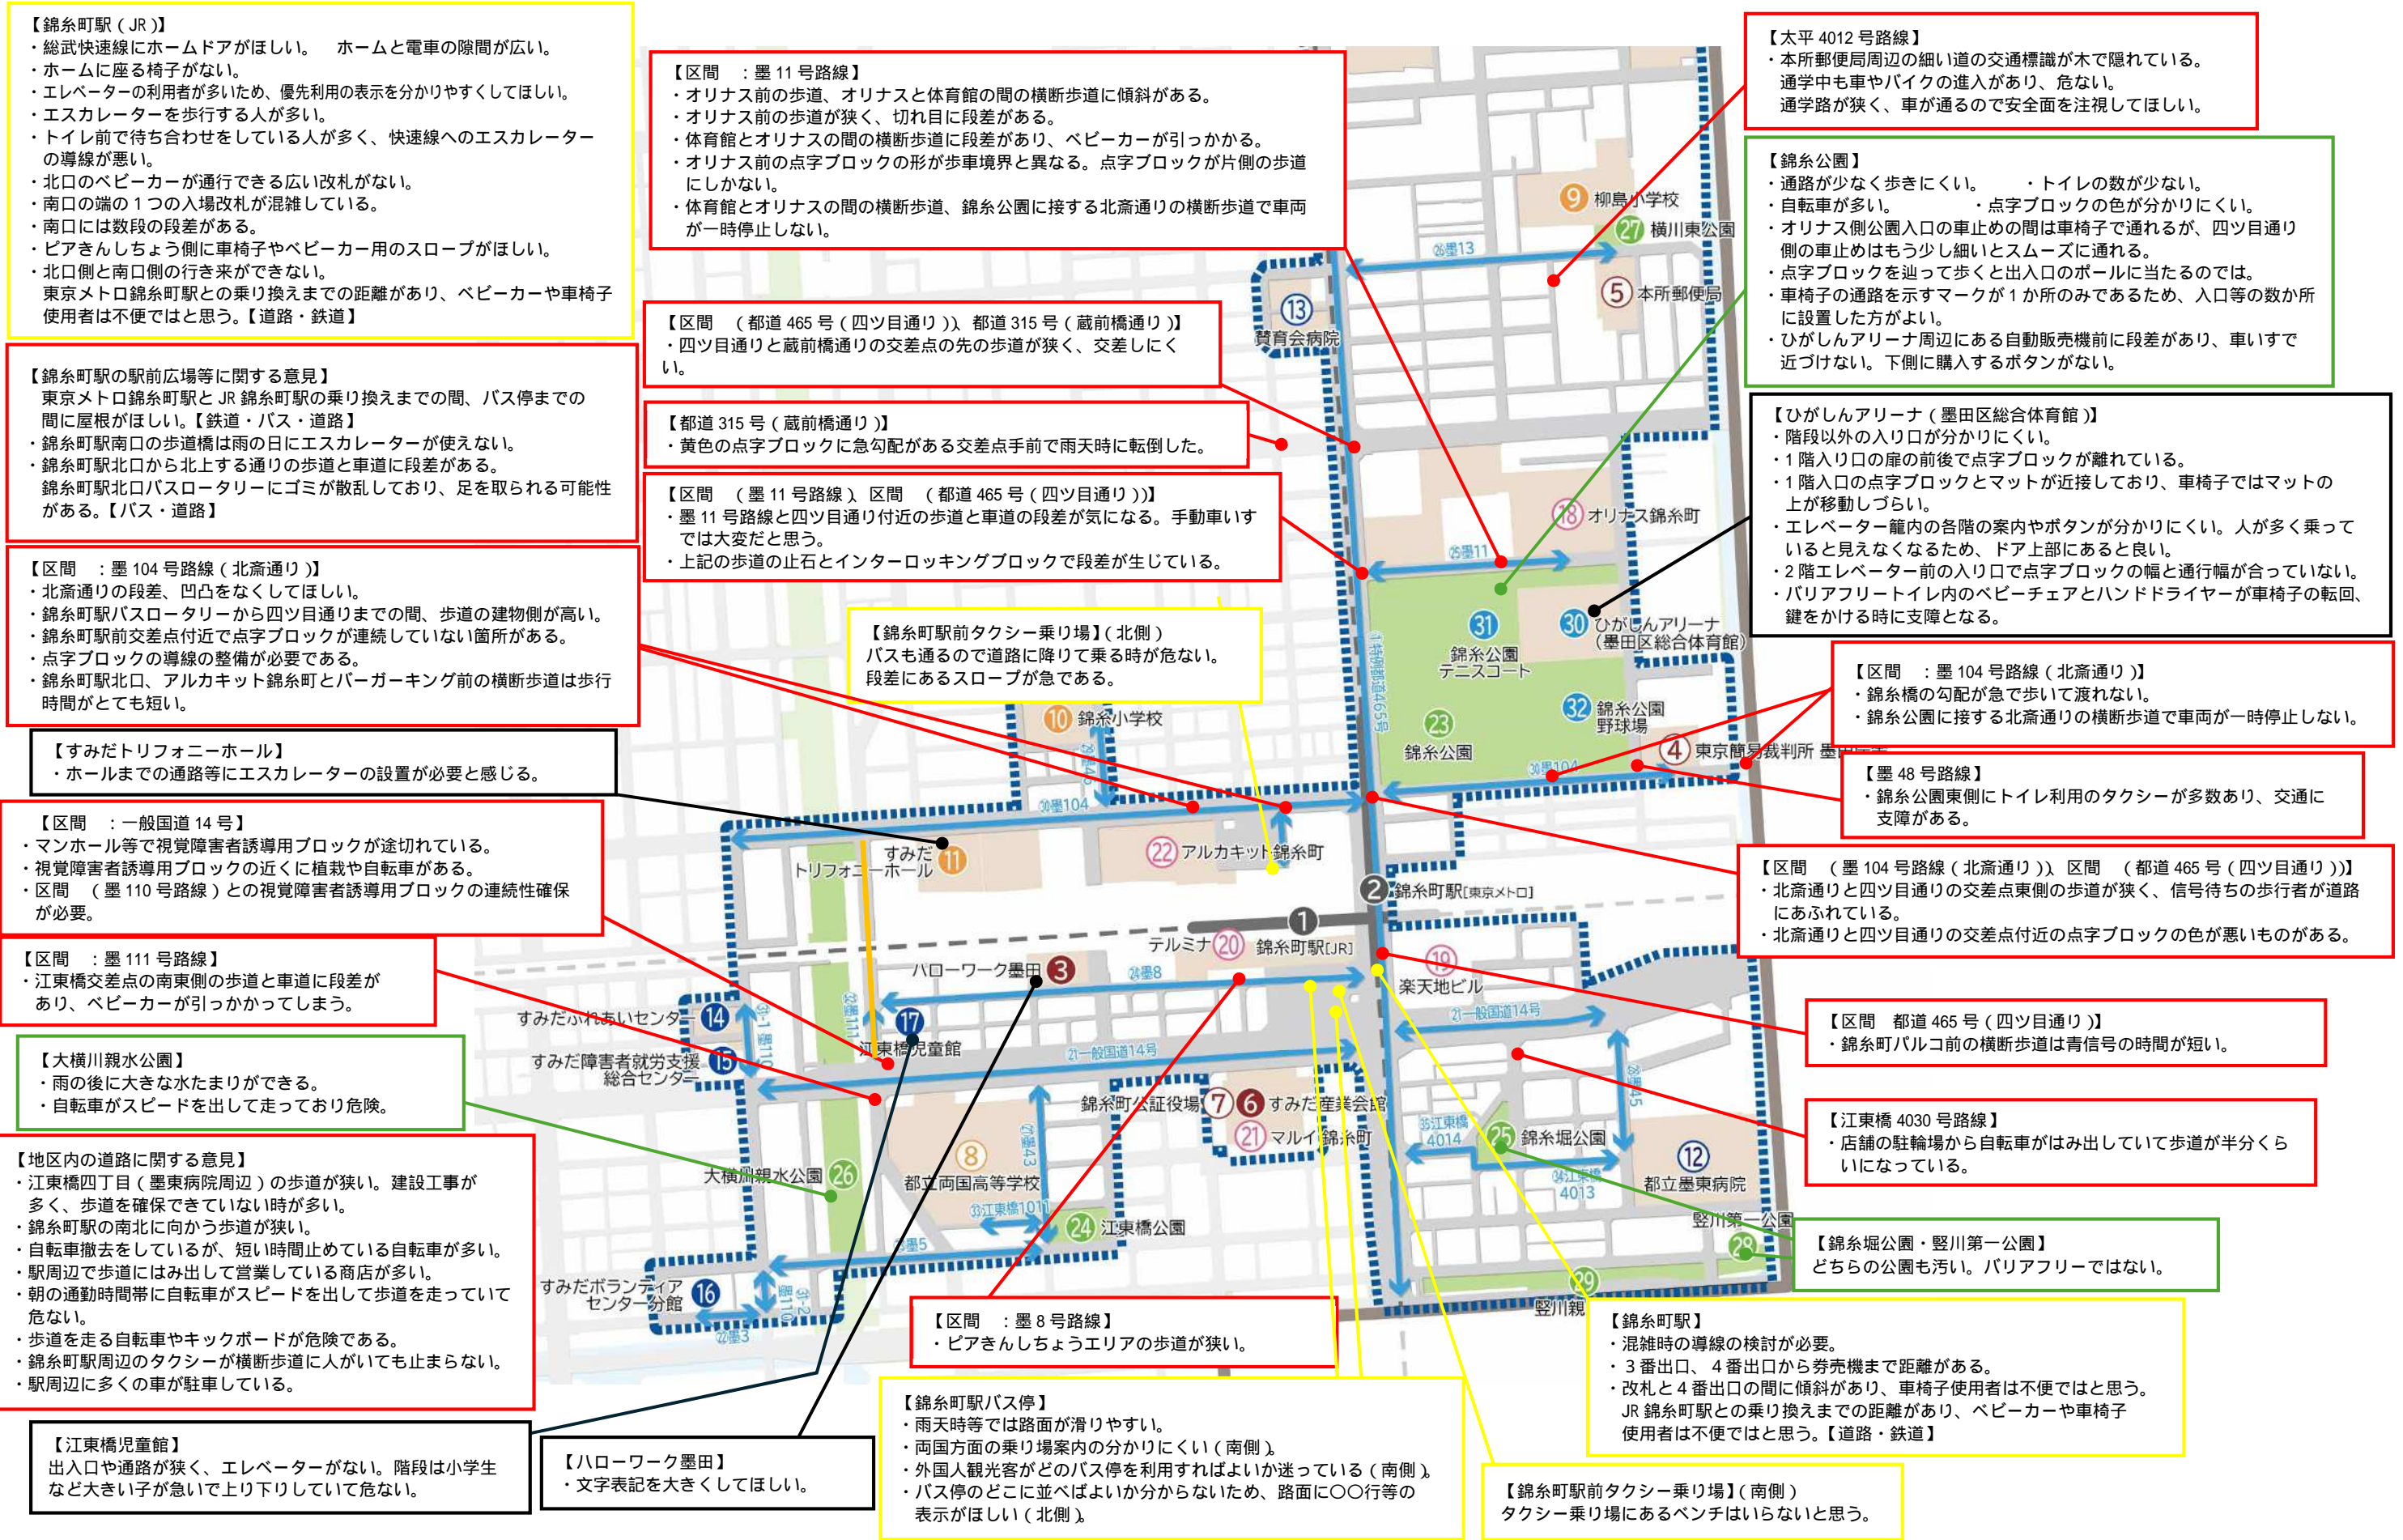 【錦糸町駅（JR）】
・総武快速線にホームドアがほしい。　ホームと電車の隙間が広い。
・ホームに座る椅子がない。
・エレベーターの利用者が多いため、優先利用の表示を分かりやすくしてほしい。
・エスカレーターを歩行する人が多い。
・トイレ前で待ち合わせをしている人が多く、快速線へのエスカレーター
の導線が悪い。
・北口のベビーカーが通行できる広い改札がない。
・南口の端の１つの入場改札が混雑している。
・南口には数段の段差がある。
・ピアきんしちょう側に車椅子やベビーカー用のスロープがほしい。
・北口側と南口側の行き来ができない。
東京メトロ錦糸町駅との乗り換えまでの距離があり、ベビーカーや車椅子
使用者は不便ではと思う。【道路・鉄道】
【錦糸町駅の駅前広場等に関する意見】
東京メトロ錦糸町駅と JR 錦糸町駅の乗り換えまでの間、バス停までの
間に屋根がほしい。【鉄道・バス・道路】
・錦糸町駅南口の歩道橋は雨の日にエスカレーターが使えない。
・錦糸町駅北口から北上する通りの歩道と車道に段差がある。
錦糸町駅北口バスロータリーにゴミが散乱しており、足を取られる可能性
がある。【バス・道路】
【区間　：墨 104 号路線（北斎通り）】
・北斎通りの段差、凹凸をなくしてほしい。
・錦糸町駅バスロータリーから四ツ目通りまでの間、歩道の建物側が高い。
・錦糸町駅前交差点付近で点字ブロックが連続していない箇所がある。
・点字ブロックの導線の整備が必要である。
・錦糸町駅北口、アルカキット錦糸町とバーガーキング前の横断歩道は歩行
時間がとても短い。
【すみだトリフォニーホール】
・ホールまでの通路等にエスカレーターの設置が必要と感じる。
【区間　：一般国道 14 号】
・マンホール等で視覚障害者誘導用ブロックが途切れている。
・視覚障害者誘導用ブロックの近くに植栽や自転車がある。
・区間　（墨 110 号路線）との視覚障害者誘導用ブロックの連続性確保
が必要。
【区間　：墨 111 号路線】
・江東橋交差点の南東側の歩道と車道に段差が
あり、ベビーカーが引っかかってしまう。
【大横川親水公園】
・雨の後に大きな水たまりができる。
・自転車がスピードを出して走っており危険。
【地区内の道路に関する意見】
・江東橋四丁目（墨東病院周辺）の歩道が狭い。建設工事が
多く、歩道を確保できていない時が多い。
・錦糸町駅の南北に向かう歩道が狭い。
・自転車撤去をしているが、短い時間止めている自転車が多い。
・駅周辺で歩道にはみ出して営業している商店が多い。
・朝の通勤時間帯に自転車がスピードを出して歩道を走っていて
危ない。
・歩道を走る自転車やキックボードが危険である。
・錦糸町駅周辺のタクシーが横断歩道に人がいても止まらない。
・駅周辺に多くの車が駐車している。
【江東橋児童館】
出入口や通路が狭く、エレベーターがない。階段は小学生
など大きい子が急いで上り下りしていて危ない。
【ハローワーク墨田】
・文字表記を大きくしてほしい。
【区間　：墨 11 号路線】
・オリナス前の歩道、オリナスと体育館の間の横断歩道に傾斜がある。
・オリナス前の歩道が狭く、切れ目に段差がある。
・体育館とオリナスの間の横断歩道に段差があり、ベビーカーが引っかかる。
・オリナス前の点字ブロックの形が歩車境界と異なる。点字ブロックが片側の歩道
にしかない。
・体育館とオリナスの間の横断歩道、錦糸公園に接する北斎通りの横断歩道で車両
が一時停止しない。
【区間　（都道 465 号（四ツ目通り））、都道 315 号（蔵前橋通り）】
・四ツ目通りと蔵前橋通りの交差点の先の歩道が狭く、交差しにく
い。
【都道 315 号（蔵前橋通り）】
・黄色の点字ブロックに急勾配がある交差点手前で雨天時に転倒した。
【区間　（墨 11 号路線）、区間　（都道 465 号（四ツ目通り））】
・墨 11 号路線と四ツ目通り付近の歩道と車道の段差が気になる。手動車いす
では大変だと思う。
・上記の歩道の止石とインターロッキングブロックで段差が生じている。
【錦糸町駅前タクシー乗り場】（北側）
バスも通るので道路に降りて乗る時が危ない。
段差にあるスロープが急である。
【区間　：墨 8 号路線】
・ピアきんしちょうエリアの歩道が狭い。
【錦糸町駅バス停】
・雨天時等では路面が滑りやすい。
・両国方面の乗り場案内の分かりにくい（南側）。
・外国人観光客がどのバス停を利用すればよいか迷っている（南側）。
・バス停のどこに並べばよいか分からないため、路面に〇〇行等の
表示がほしい（北側）。
【太平 4012 号路線】
・本所郵便局周辺の細い道の交通標識が木で隠れている。
通学中も車やバイクの進入があり、危ない。
通学路が狭く、車が通るので安全面を注視してほしい。
【錦糸公園】
・通路が少なく歩きにくい。　・トイレの数が少ない。
・自転車が多い。　・点字ブロックの色が分かりにくい。
・オリナス側公園入口の車止めの間は車椅子で通れるが、四ツ目通り
側の車止めはもう少し細いとスムーズに通れる。
・点字ブロックを辿って歩くと出入口のポールに当たるのでは。
・車椅子の通路を示すマークが１か所のみであるため、入口等の数か所
に設置した方がよい。
・ひがしんアリーナ周辺にある自動販売機前に段差があり、車いすで
近づけない。下側に購入するボタンがない。
【ひがしんアリーナ（墨田区総合体育館）】
・階段以外の入り口が分かりにくい。
・１階入り口の扉の前後で点字ブロックが離れている。
・１階入口の点字ブロックとマットが近接しており、車椅子ではマットの
上が移動しづらい。
・エレベーター籠内の各階の案内やボタンが分かりにくい。人が多く乗って
いると見えなくなるため、ドア上部にあると良い。
・２階エレベーター前の入り口で点字ブロックの幅と通行幅が合っていない。
・バリアフリートイレ内のベビーチェアとハンドドライヤーが車椅子の転回、
鍵をかける時に支障となる。
【区間　：墨 104 号路線（北斎通り）】
・錦糸橋の勾配が急で歩いて渡れない。
・錦糸公園に接する北斎通りの横断歩道で車両が一時停止しない。
【墨 48 号路線】
・錦糸公園東側にトイレ利用のタクシーが多数あり、交通に
支障がある。
【区間　（墨 104 号路線（北斎通り））、区間　（都道 465 号（四ツ目通り））】
・北斎通りと四ツ目通りの交差点東側の歩道が狭く、信号待ちの歩行者が道路
にあふれている。
・北斎通りと四ツ目通りの交差点付近の点字ブロックの色が悪いものがある。
【区間　都道 465 号（四ツ目通り）】
・錦糸町パルコ前の横断歩道は青信号の時間が短い。
【江東橋 4030 号路線】
・店舗の駐輪場から自転車がはみ出していて歩道が半分くら
いになっている。
【錦糸堀公園・竪川第一公園】
どちらの公園も汚い。バリアフリーではない。
【錦糸町駅】
・混雑時の導線の検討が必要。
・３番出口、４番出口から券売機まで距離がある。
・改札と４番出口の間に傾斜があり、車椅子使用者は不便ではと思う。
JR 錦糸町駅との乗り換えまでの距離があり、ベビーカーや車椅子
使用者は不便ではと思う。【道路・鉄道】
【錦糸町駅前タクシー乗り場】（南側）
タクシー乗り場にあるベンチはいらないと思う。
9 柳島小学校
27 横川東公園
㉖墨13
5 本所郵便局
13
賛育会病院
18 オリナス錦糸町
㉕墨11
31
錦糸公園
テニスコート
30 ひがしんアリーナ
（墨田区総合体育館）
32 錦糸公園
野球場
23
錦糸公園
4 東京簡易裁判所
㉚墨104
10 錦糸小学校
㉚墨104
22 アルカキット錦糸町
すみだ
トリフォニーホール
11
2 錦糸町駅[東京メトロ]
1
錦糸町駅[JR]
テルミナ 20
ハローワーク墨田 3
㉔墨8
19
楽天地ビル
㉑一般国道14号
すみだふれあいセンター 14
すみだ障害者就労支援
総合センター
15
㉛-1 墨110
㉜墨111
17
江東橋児童館
㉑一般国道14号
錦糸町公証役場 7 6 すみだ産業会館
21 マルイ錦糸町
㉟江東橋
4014
25 錦糸堀公園
㉘墨45
12
都立墨東病院
㉞江東橋
4013
大横川親水公園 26
8
都立両国高等学校
㉗墨43
㉝江東橋1011
24 江東橋公園
すみだボランティア
センター分館
16
㉛-2
墨110
㉒墨3
竪川第一公園
28
29
竪川親